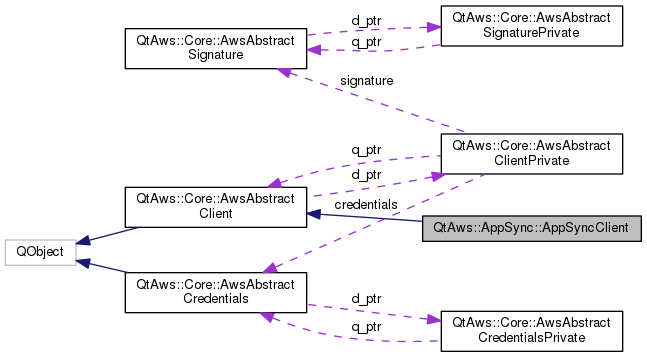 QtAws::Core::AwsAbstract
Signature
d_ptr
q_ptr
QtAws::Core::AwsAbstract
SignaturePrivate
signature
q_ptr
d_ptr
QtAws::Core::AwsAbstract
ClientPrivate
QtAws::Core::AwsAbstract
Client
credentials
QtAws::AppSync::AppSyncClient
QObject
QtAws::Core::AwsAbstract
Credentials
d_ptr
q_ptr
QtAws::Core::AwsAbstract
CredentialsPrivate